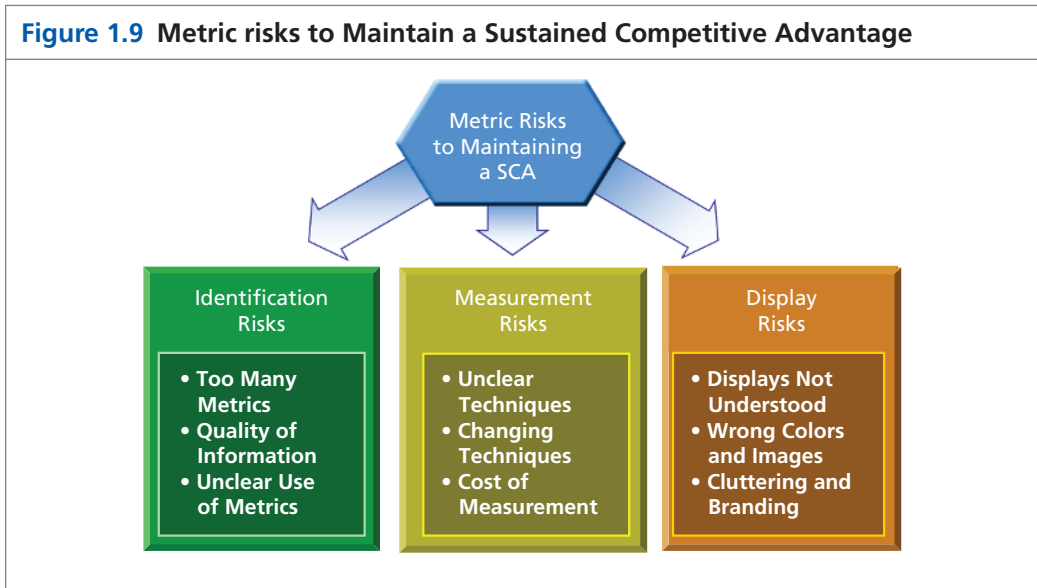 Figure 1.9 Metric risks to Maintain a Sustained Competitive Advantage
Metric Risks
to Maintaining
a SCA
Identification
Risks
• Too Many
Metrics
• Quality of
Information
• Unclear Use
of Metrics
Measurement
Risks
• Unclear
Techniques
• Changing
Techniques
• Cost of
Measurement
Display
Risks
• Displays Not
Understood
• Wrong Colors
and Images
• Cluttering and
Branding